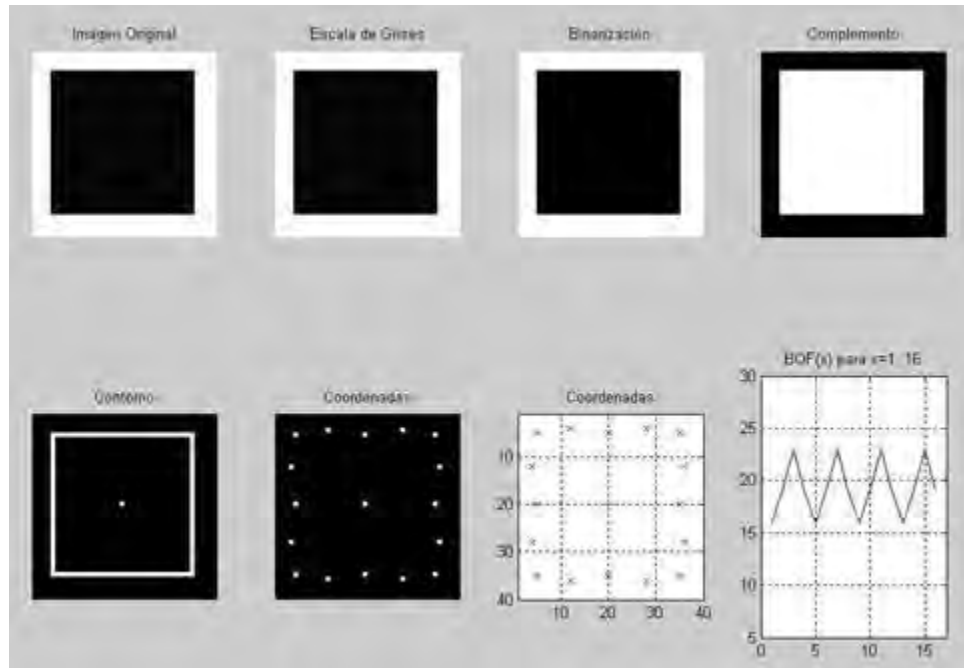 Imagen Original
Escala de Grises
Binarización
Complemento
Contorno
Coordenadas
Coordenadas
10
20
30
40
10
20
30
40
BOF(x) para x=1:16
30
25
20
15
10
5
0
5
10
15